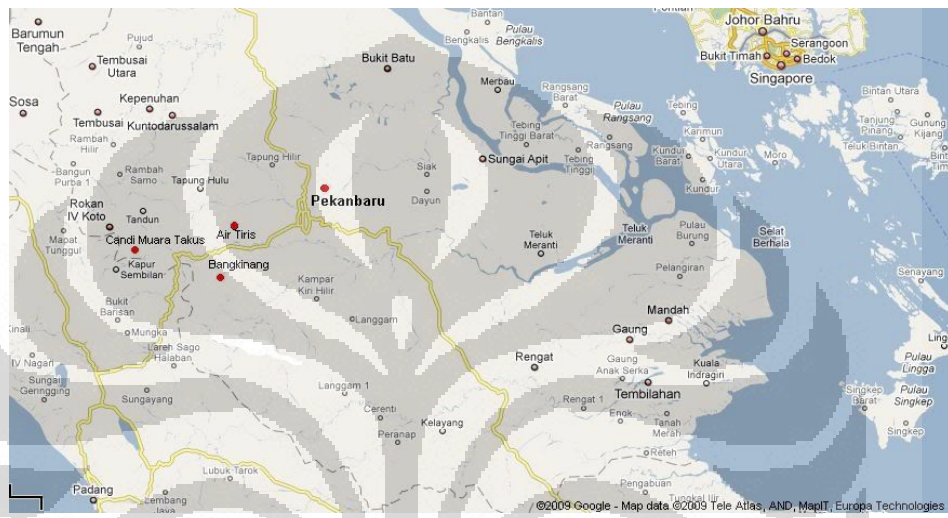 Bantan
Pontian
Johor Bahru
Barumun
Tengah
Pujud
Pulau
Bengkalis
Bengkalis
Serangoon
Bukit Timah
Bedok
Singapore
Tembusai
Utara
Bukit Batu
Merbau
Rangsang
Barat
Bintan Utara
Sosa
Kepenuhan
Tembusai
Kuntodarussalam
Pulau
Rangsang
Tebing
Tanjung
Pinang
Gunung
Kijang
Rambah
Hilir
Tebing
Tinggi Barat
Rangsang
Karimun
Teluk Bintan
Bangun
Purba 1
Rambah
Samo
Tapung Hilir
Siak
Sungai Apit
Tebing
Tinggi
Kundur
Barat
Kundur
Utara
Moro
Tapung Hulu
Dayun
Kundur
Rokan
IV Koto
Tandun
Pekanbaru
Mapat
Tunggul
Candi Muara Takus
Air Tiris
Teluk
Meranti
Teluk
Meranti
Pulau
Burung
Selat
Berhala
Kapur
Sembilan
Bangkinang
Kampar
Kiri Hilir
Pelangiran
Senayang
Bukit
Barisan
Langgam
Mandah
Mungka
Gaung
Lareh Sago
Halaban
Rengat
Gaung
Anak Serka
Kuala
Indragiri
Pulau
Lingga
IV Nagari
Sungai
Geringging
Sungayang
Langgam 1
Tembilahan
Singkep
Barat
Pulau
Singkep
Rengat 1
Cerenti
Enok
Tanah
Merah
Kelayang
Peranap
Singkep
Reteh
Lubuk Tarok
Padang
Lembang
Jaya
Pengabuan
Tungkal Ilir
©2009 Google - Map data ©2009 Tele Atlas, AND, MapIT, Europa Technologies